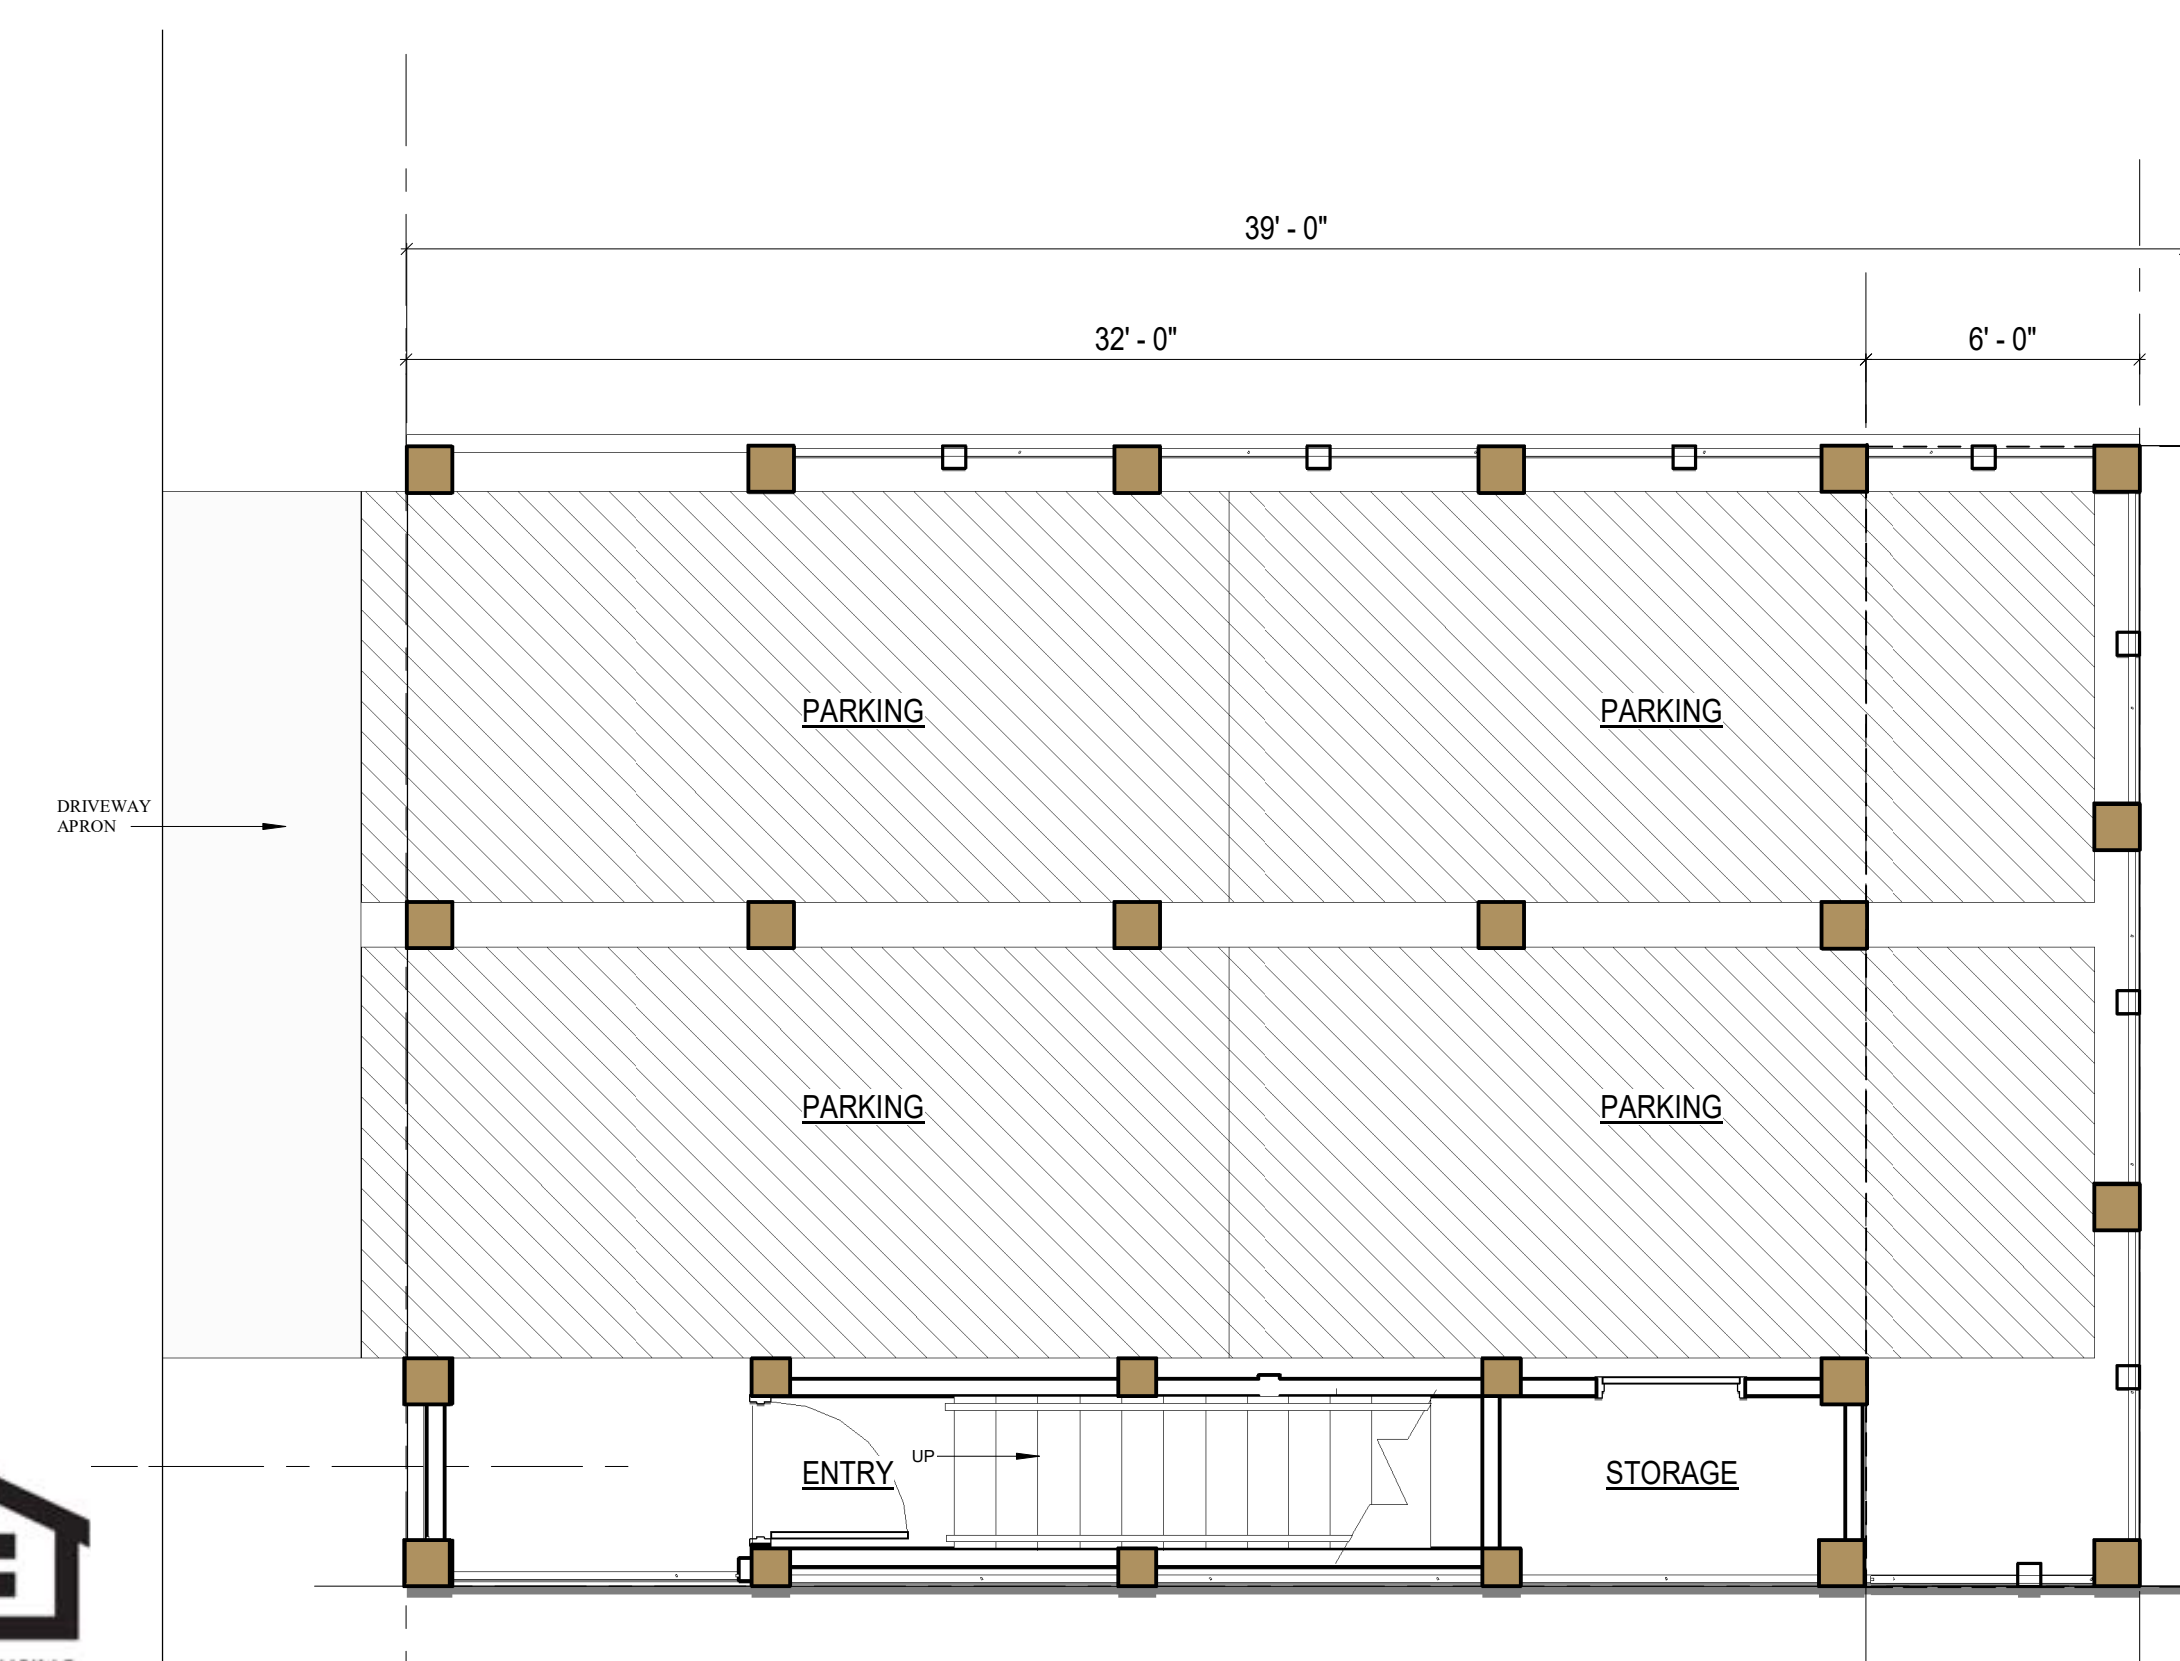 39' - 0"
32' - 0"
6' - 0"
PARKING
PARKING
DRIVEWAY
APRON
PARKING
PARKING
UP
ENTRY
STORAGE